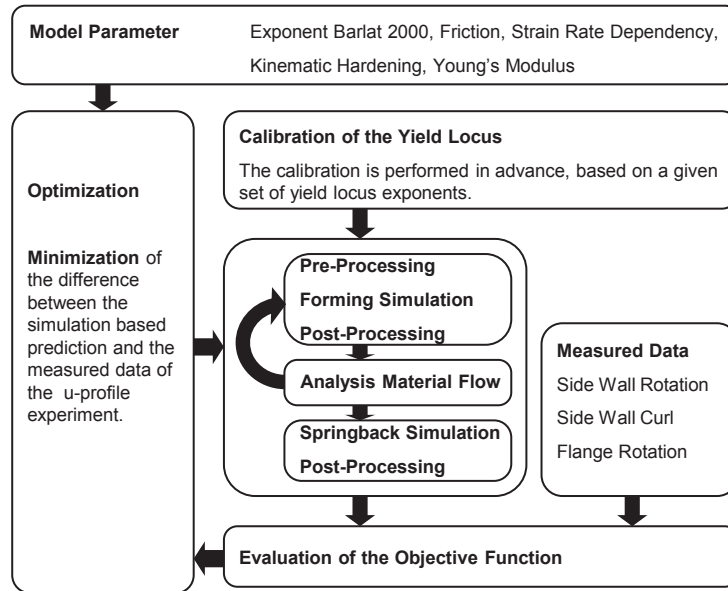 Model Parameter
Exponent Barlat 2000, Friction, Strain Rate Dependency,
Kinematic Hardening, Young's Modulus
Optimization
Minimization of
the difference
between the
simulation based
prediction and the
measured data of
the u-profile
experiment.
Calibration of the Yield Locus
The calibration is performed in advance, based on a given
set of yield locus exponents.
Pre-Processing
Forming Simulation
Post-Processing
Analysis Material Flow
Springback Simulation
Post-Processing
Measured Data
Side Wall Rotation
Side Wall Curl
Flange Rotation
Evaluation of the Objective Function